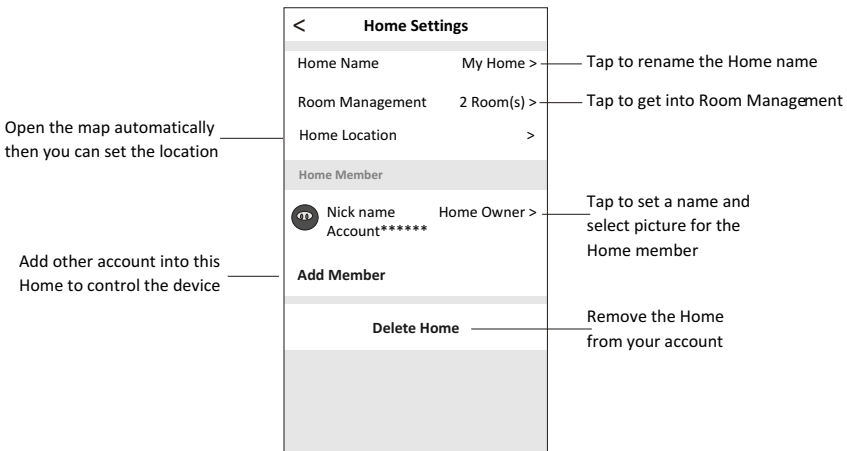 < Home Settings
Home Name My Home >
Tap to rename the Home name
Room Management 2 Room(s) >
Tap to get into Room Management
Open the map automatically
then you can set the location
Home Location >
Home Member
Nick name Home Owner >
Account******
Tap to set a name and
select picture for the
Home member
Add other account into this
Home to control the device
Add Member
Delete Home
Remove the Home
from your account